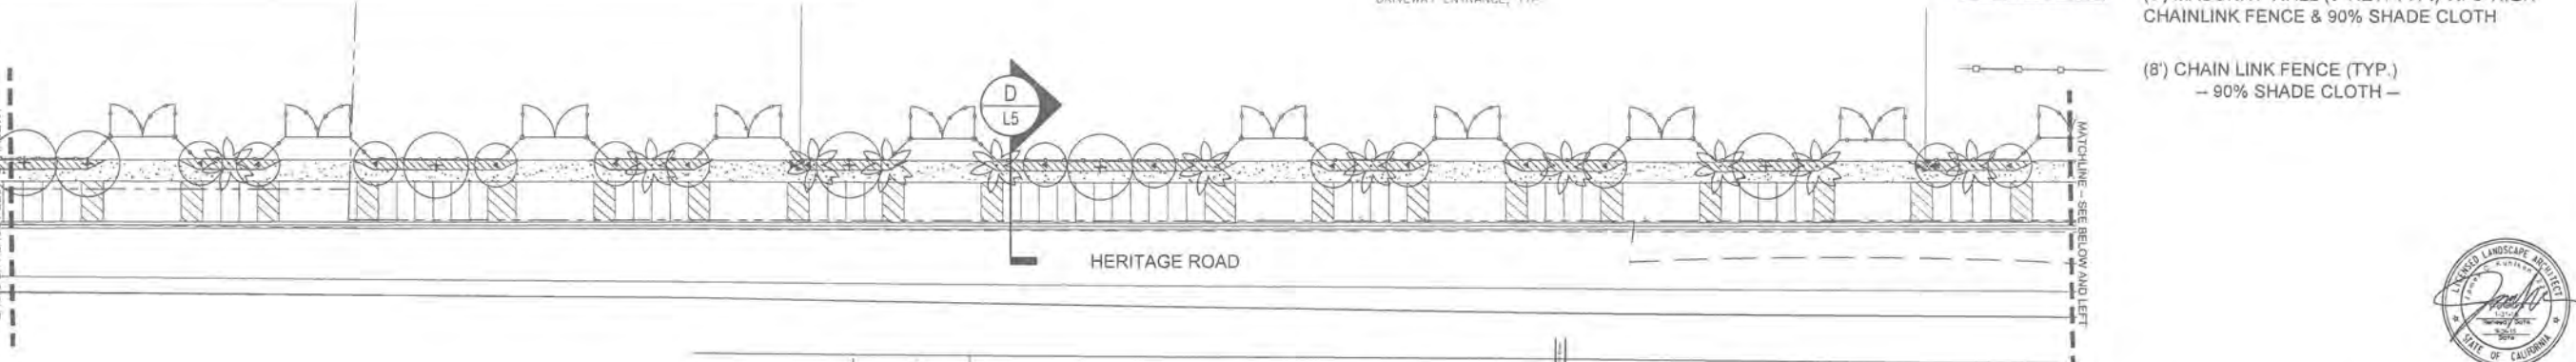 CHAINLINK FENCE & 90% SHADE CLOTH
(8') CHAIN LINK FENCE (TYP.)
– 90% SHADE CLOTH –
D
L5
HERITAGE ROAD
MATCHLINE – SEE BELOW AND LEFT
LICENSED LANDSCAPE ARCHITECT
STATE OF CALIFORNIA